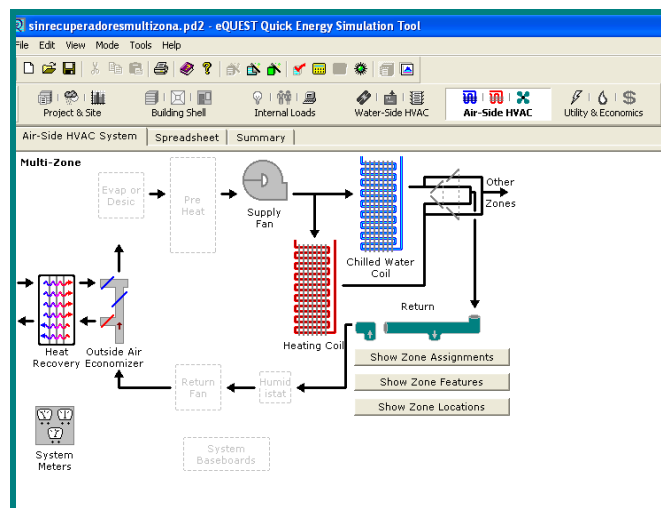 sinrecuperadoresmultizona.pd2 - eQUEST Quick Energy Simulation Tool
File Edit View Mode Tools Help
Project & Site Building Shell Internal Loads Water-Side HVAC Air-Side HVAC Utility & Economics
Air-Side HVAC System Spreadsheet Summary
Multi-Zone
Evap or
Desic
Pre
Heat
Supply
Fan
Chilled Water
Coil
Other
Zones
Heating Coil
Return
Heat
Recovery
Outside Air
Economizer
Return
Fan
Humid
istat
Show Zone Assignments
Show Zone Features
Show Zone Locations
System
Meters
System
Baseboards